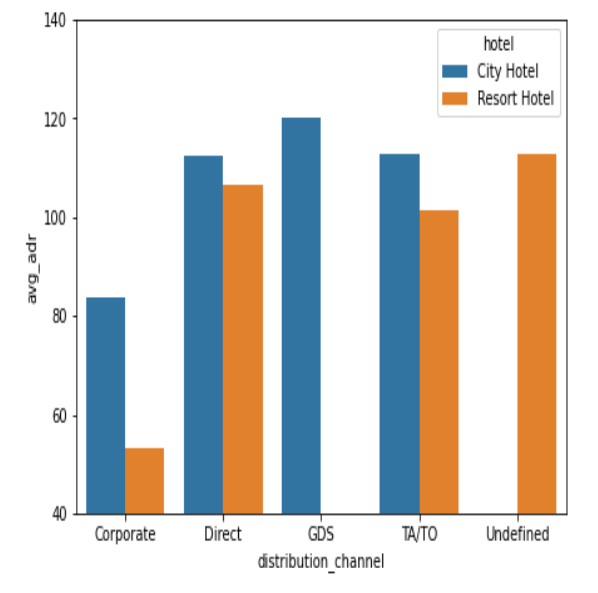 140
120
100
80
60
40
avg_adr
hotel
City Hotel
Resort Hotel
Corporate Direct GDS TA/TO Undefined
distribution_channel